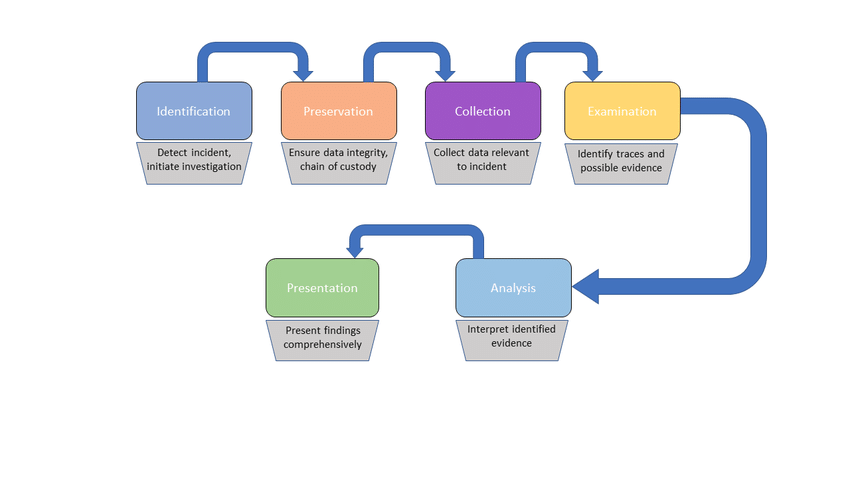 Identification
Preservation
Collection
Examination
Detect incident,
initiate investigation
Ensure data integrity,
chain of custody
Collect data relevant
to incident
Identify traces and
possible evidence
Presentation
Analysis
Present findings
comprehensively
Interpret identified
evidence